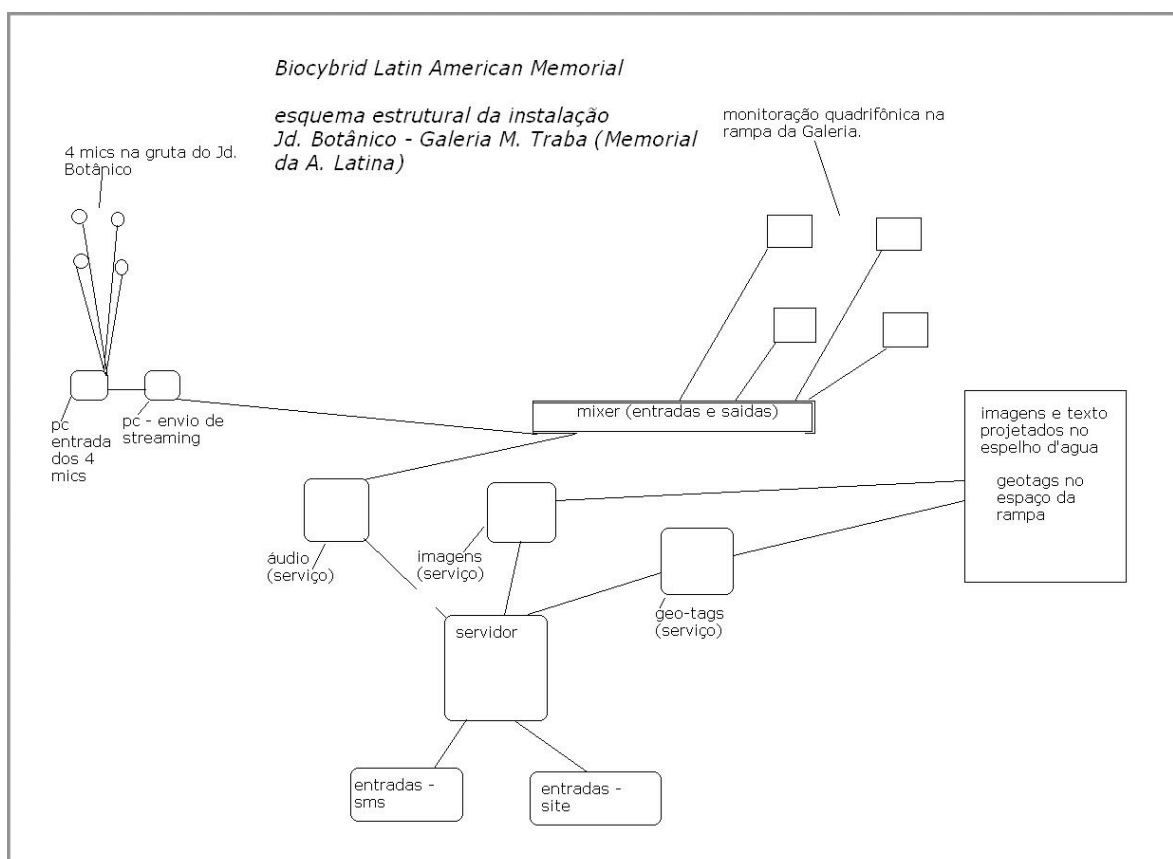 Biocybrid Latin American Memorial
esquema estrutural da instalação
Jd. Botânico - Galeria M. Traba (Memorial
da A. Latina)
monitoração quadrifônica na
rampa da Galeria.
4 mics na gruta do Jd.
Botânico
mixer (entradas e saidas)
pc
entrada
dos 4
mics
pc - envio de
streaming
imagens e texto
projetados no
espelho d'agua
geotags no
espaço da
rampa
áudio
(serviço)
imagens
(serviço)
geo-tags
(serviço)
servidor
entradas -
sms
entradas -
site